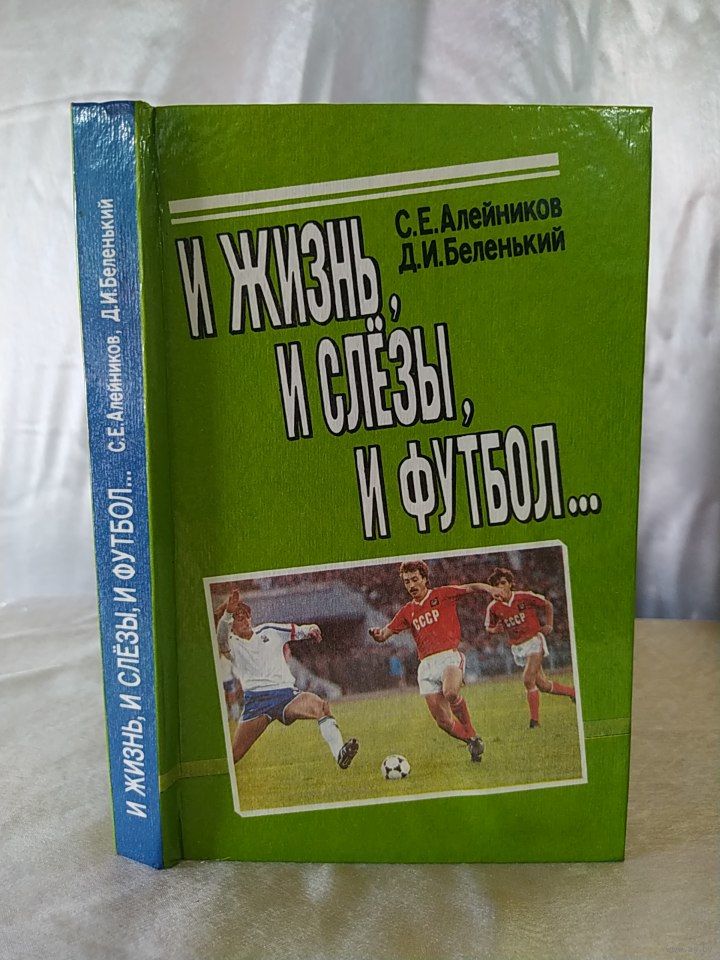 С.Е.Алейников
Д.И.Беленький
И ЖИЗНЬ,
И СЛЁЗЫ,
И ФУТБОЛ...
СССР
СССР
И ЖИЗНЬ, И СЛЁЗЫ, И ФУТБОЛ... С.Е.Алейников, Д.И.Беленький